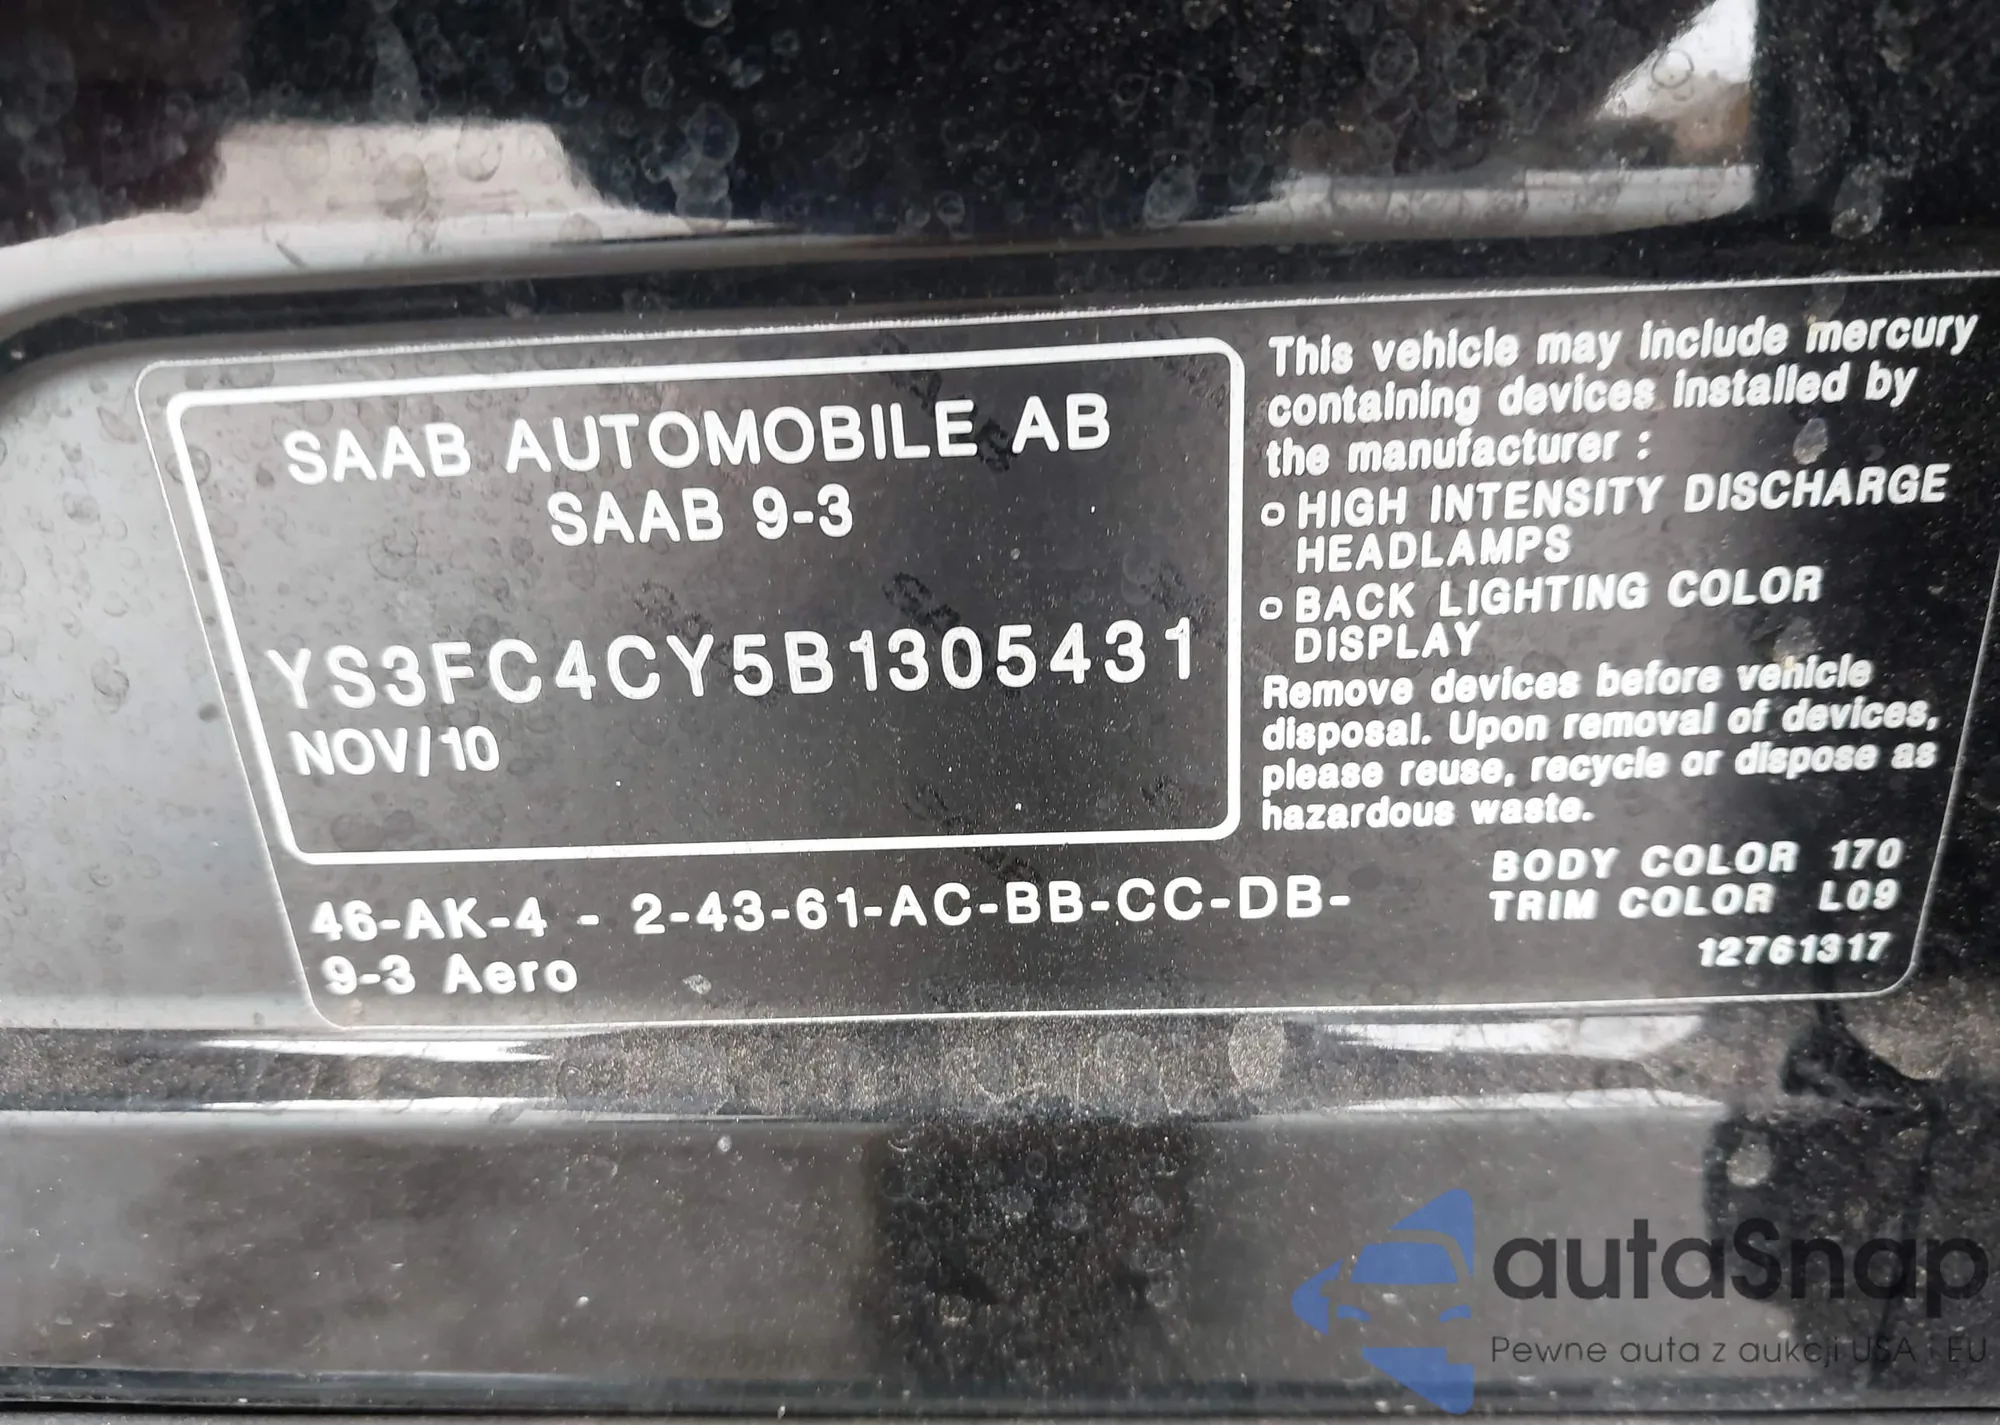 SAAB AUTOMOBILE AB
SAAB 9-3
YS3FC4CY5B1305431
NOV/10
46-AK-4 - 2-43-61-AC-BB-CC-DB-
9-3 Aero
This vehicle may include mercury
containing devices installed by
the manufacturer :
o HIGH INTENSITY DISCHARGE
HEADLAMPS
o BACK LIGHTING COLOR
DISPLAY
Remove devices before vehicle
disposal. Upon removal of devices,
please reuse, recycle or dispose as
hazardous waste.
BODY COLOR 170
TRIM COLOR L09
12761317
autaSnap
Pewne auta z aukcji USA i EU